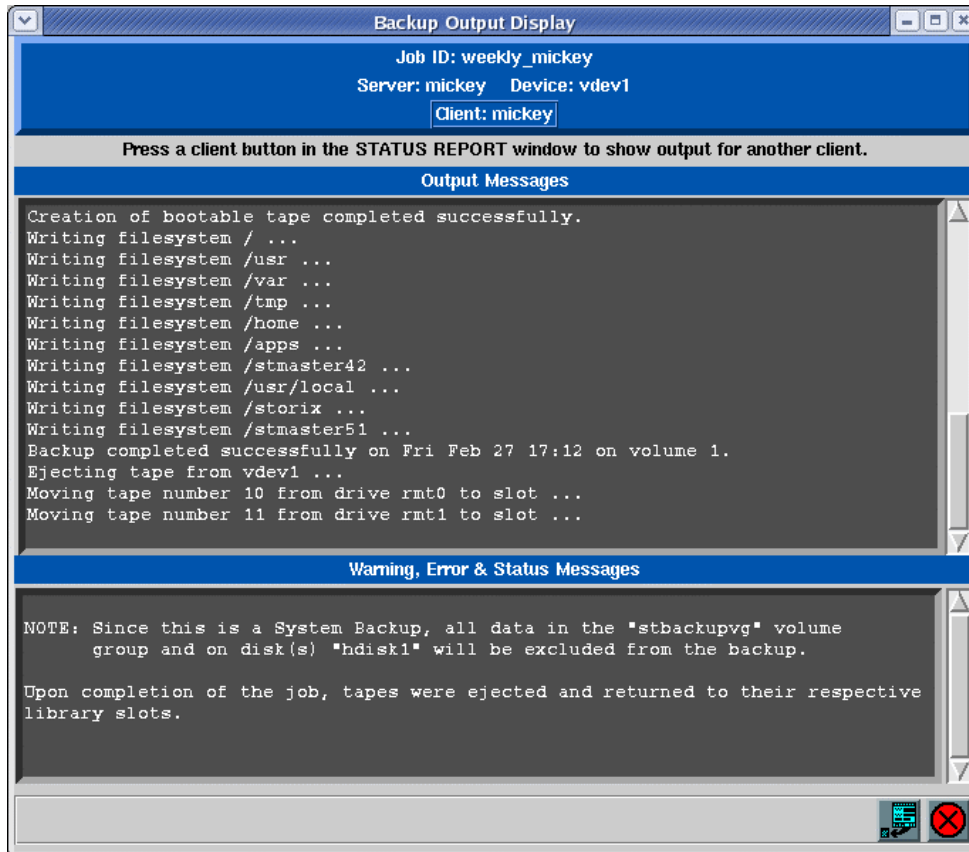 Backup Output Display
Job ID: weekly_mickey
Server: mickey Device: vdev1
Client: mickey
Press a client button in the STATUS REPORT window to show output for another client.
Output Messages
Creation of bootable tape completed successfully.
Writing filesystem / ...
Writing filesystem /usr ...
Writing filesystem /var ...
Writing filesystem /tmp ...
Writing filesystem /home ...
Writing filesystem /apps ...
Writing filesystem /stmaster42 ...
Writing filesystem /usr/local ...
Writing filesystem /storix ...
Writing filesystem /stmaster51 ...
Backup completed successfully on Fri Feb 27 17:12 on volume 1.
Ejecting tape from vdev1 ...
Moving tape number 10 from drive rmt0 to slot ...
Moving tape number 11 from drive rmt1 to slot ...
Warning, Error & Status Messages
NOTE: Since this is a System Backup, all data in the "stbackupvg" volume
group and on disk(s) "hdisk1" will be excluded from the backup.
Upon completion of the job, tapes were ejected and returned to their respective
library slots.